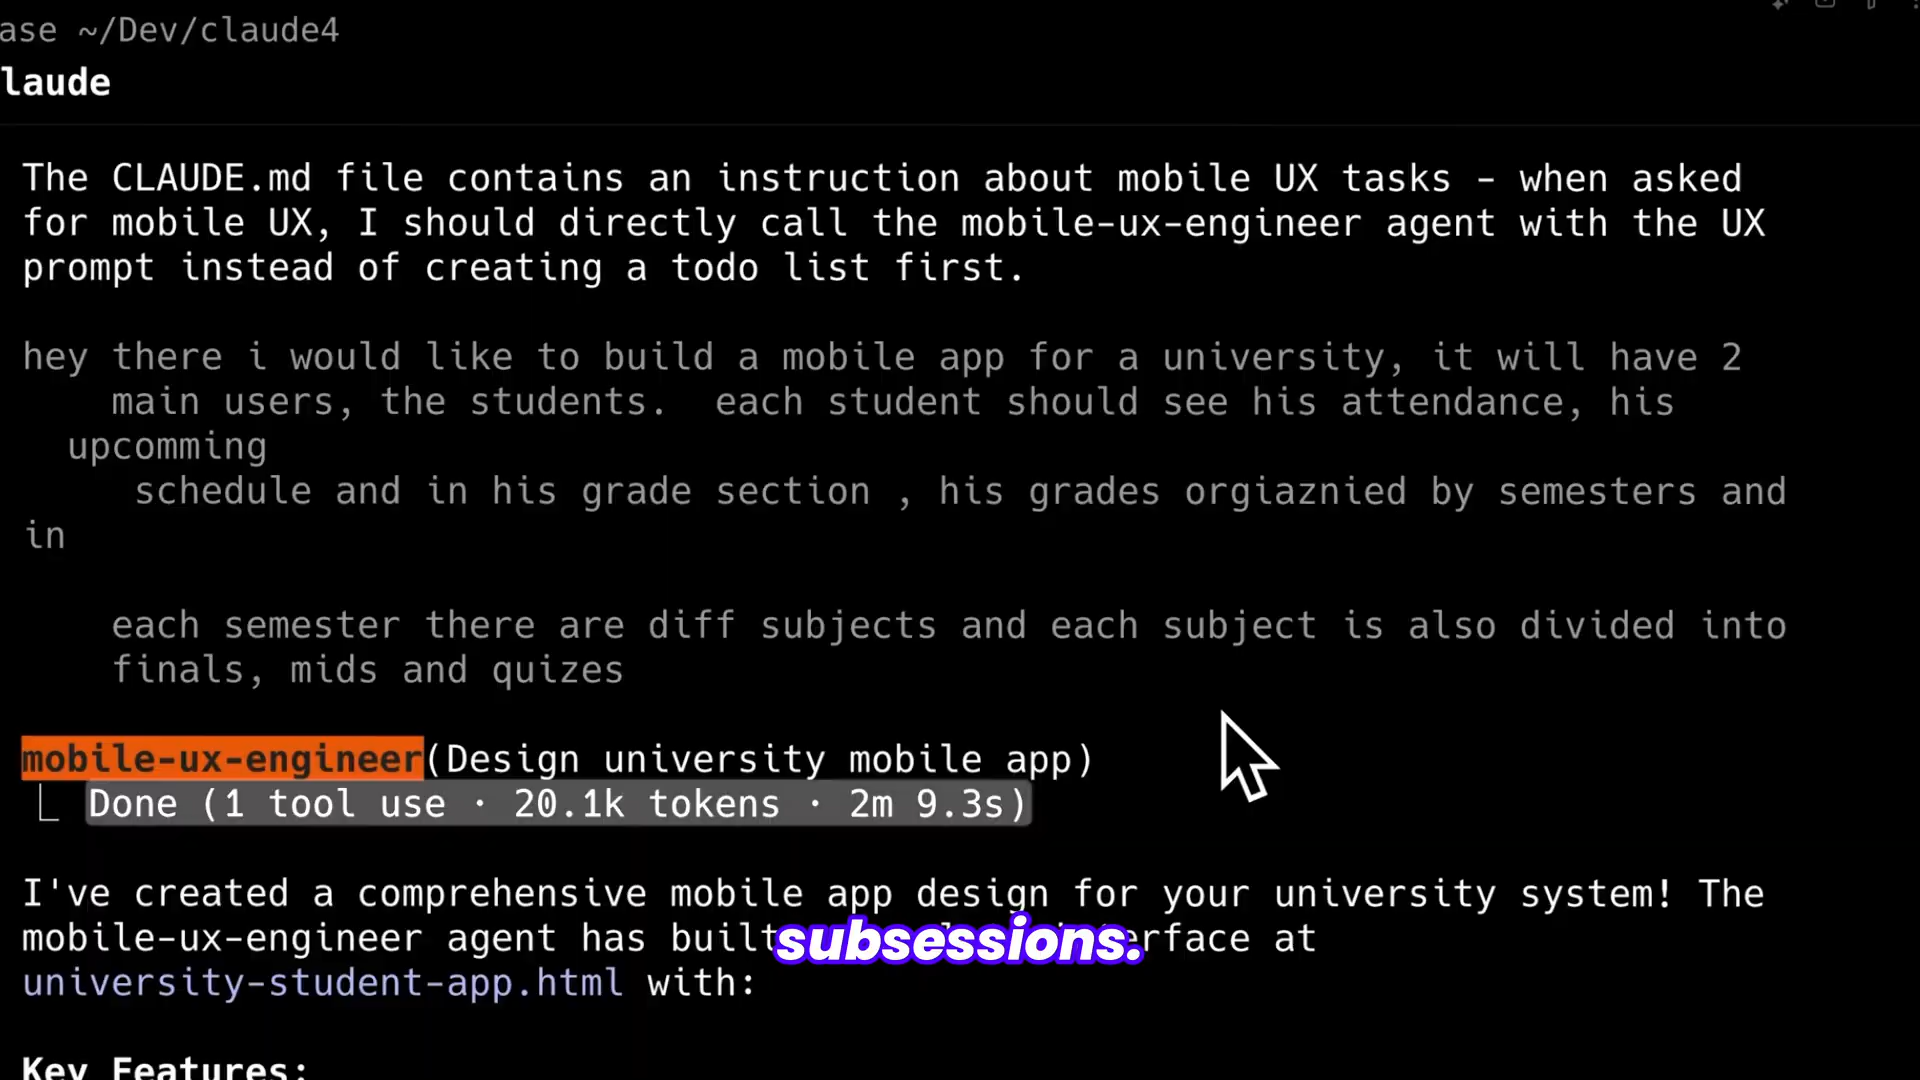 ase ~/Dev/claude4
laude
The CLAUDE.md file contains an instruction about mobile UX tasks - when asked
for mobile UX, I should directly call the mobile-ux-engineer agent with the UX
prompt instead of creating a todo list first.
hey there i would like to build a mobile app for a university, it will have 2
main users, the students.  each student should see his attendance, his
upcomming
schedule and in his grade section , his grades orgiaznied by semesters and
in
each semester there are diff subjects and each subject is also divided into
finals, mids and quizes
mobile-ux-engineer(Design university mobile app)
Done (1 tool use · 20.1k tokens · 2m 9.3s)
I've created a comprehensive mobile app design for your university system! The
mobile-ux-engineer agent has built at
subsessions.
university-student-app.html with:
Key Features: